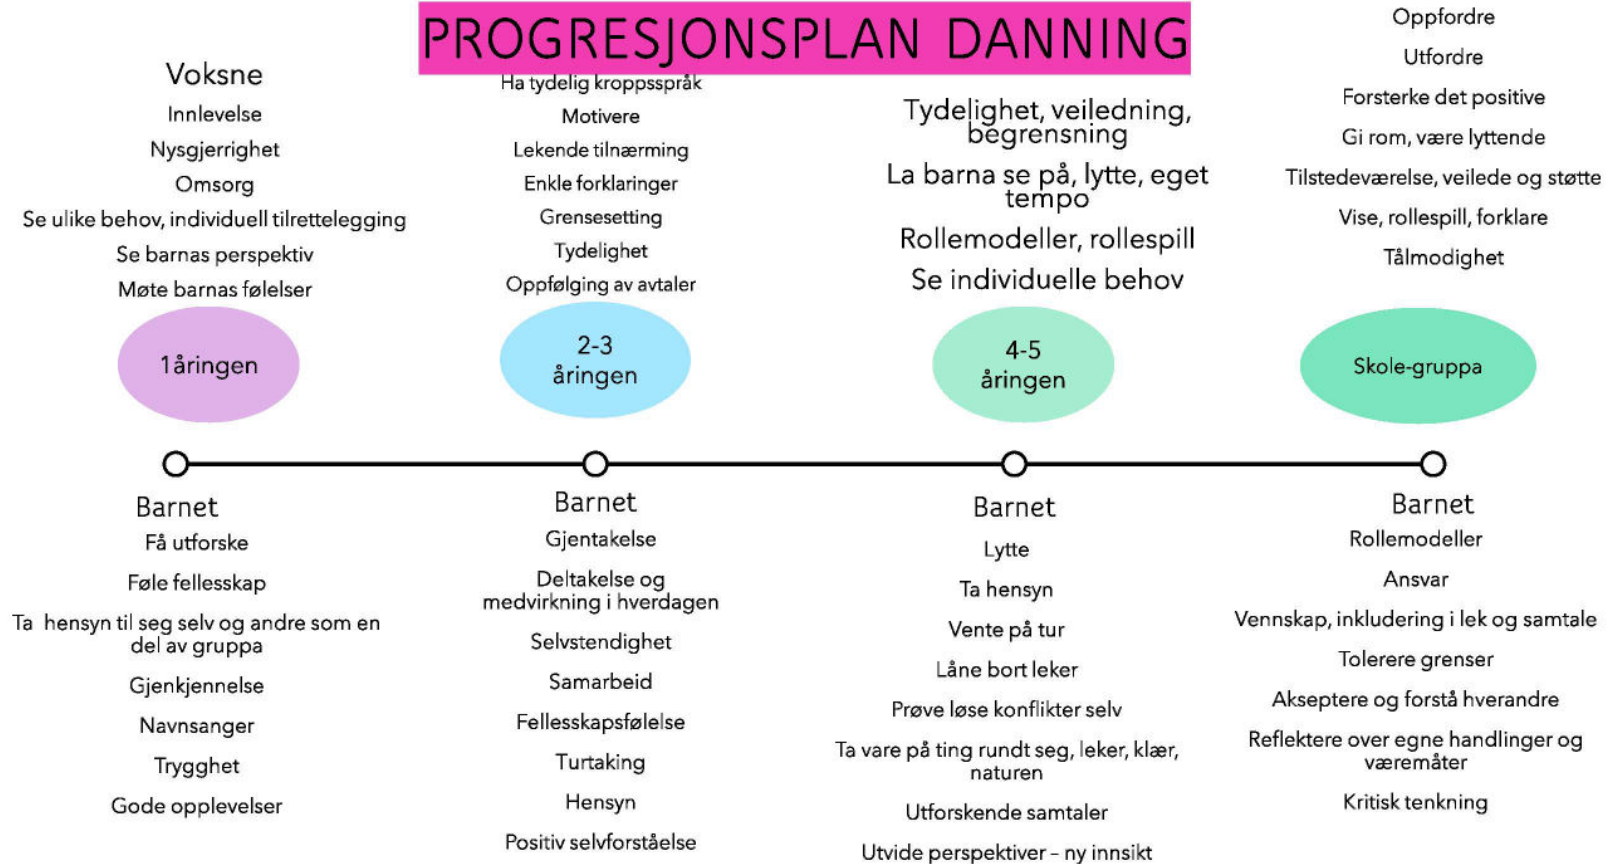 PROGRESJONSPLAN DANNING
Voksne
Innlevelse
Nysgjerrighet
Omsorg
Se ulike behov, individuell tilrettelegging
Se barnas perspektiv
Møte barnas følelser
1åringen
Barnet
Få utforske
Føle fellesskap
Ta hensyn til seg selv og andre som en
del av gruppa
Gjenkjennelse
Navnsanger
Trygghet
Gode opplevelser
Ha tydelig kroppsspråk
Motivere
Lekende tilnærming
Enkle forklaringer
Grensesetting
Tydelighet
Oppfølging av avtaler
2-3
åringen
Barnet
Gjentakelse
Deltakelse og
medvirkning i hverdagen
Selvstendighet
Samarbeid
Fellesskapsfølelse
Turtaking
Hensyn
Positiv selvforståelse
Tydelighet, veiledning,
begrensning
La barna se på, lytte, eget
tempo
Rollemodeller, rollespill
Se individuelle behov
4-5
åringen
Barnet
Lytte
Ta hensyn
Vente på tur
Låne bort leker
Prøve løse konflikter selv
Ta vare på ting rundt seg, leker, klær,
naturen
Utforskende samtaler
Utvide perspektiver – ny innsikt
Oppfordre
Utfordre
Forsterke det positive
Gi rom, være lyttende
Tilstedeværelse, veilede og støtte
Vise, rollespill, forklare
Tålmodighet
Skole-gruppa
Barnet
Rollemodeller
Ansvar
Vennskap, inkludering i lek og samtale
Tolerere grenser
Akseptere og forstå hverandre
Reflektere over egne handlinger og
væremåter
Kritisk tenkning